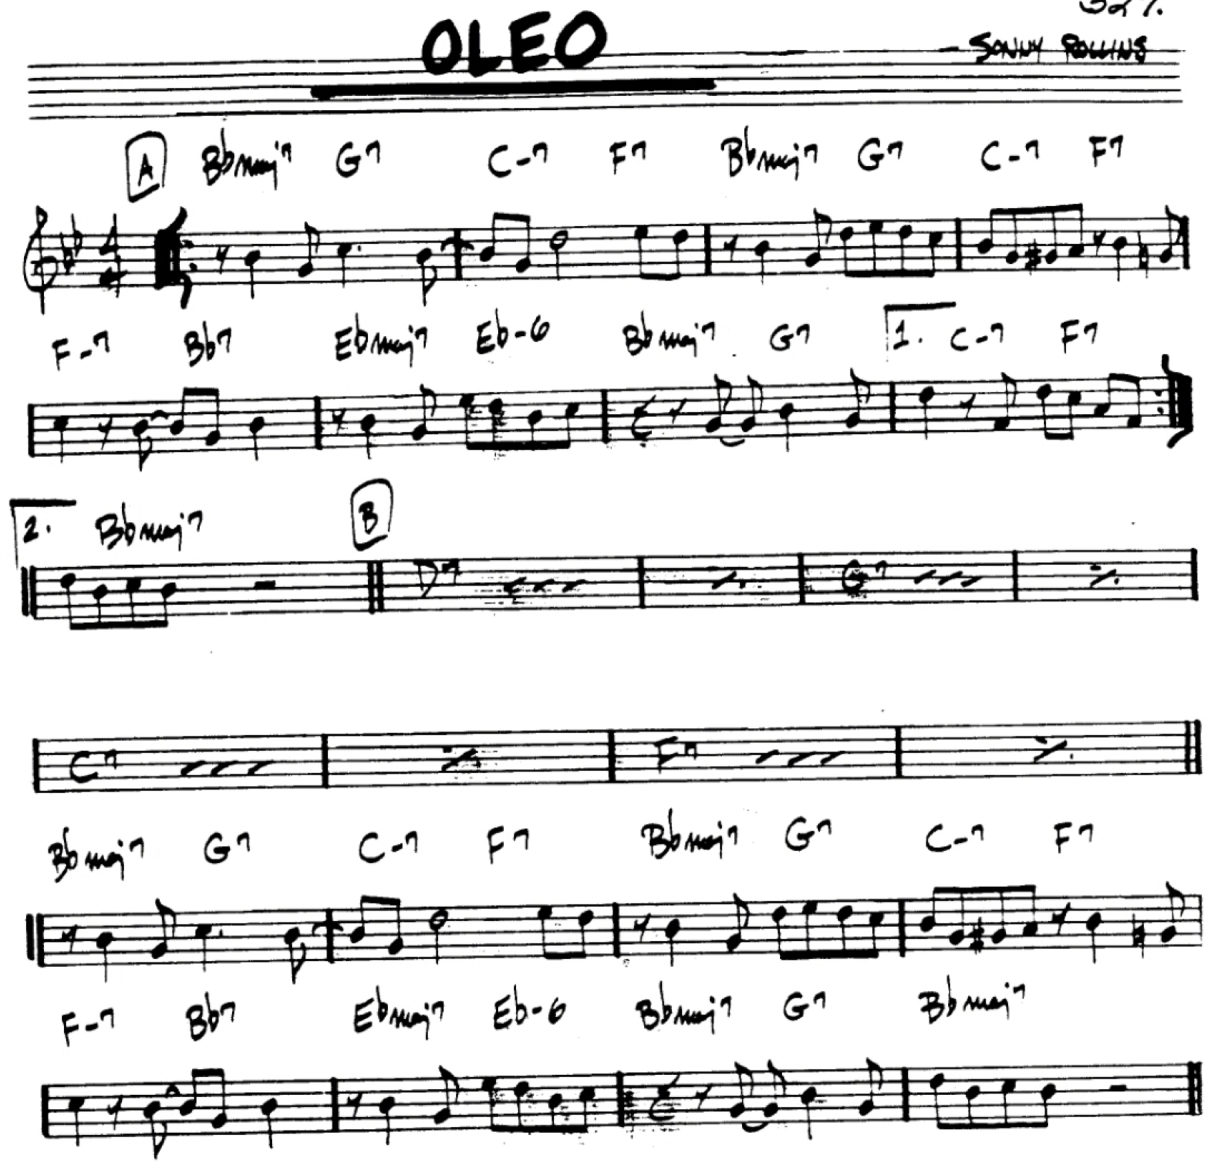 327.
OLEO
- SONNY ROLLINS
A Bbmaj7 G7 C-7 F7 Bbmaj7 G7 C-7 F7
4
4
F-7 Bb7 Ebmaj7 Eb-6 Bbmaj7 G7 1. C-7 F7
2. Bbmaj7 B
D7 G7
C7 F7
Bbmaj7 G7 C-7 F7 Bbmaj7 G7 C-7 F7
F-7 Bb7 Ebmaj7 Eb-6 Bbmaj7 G7 Bbmaj7